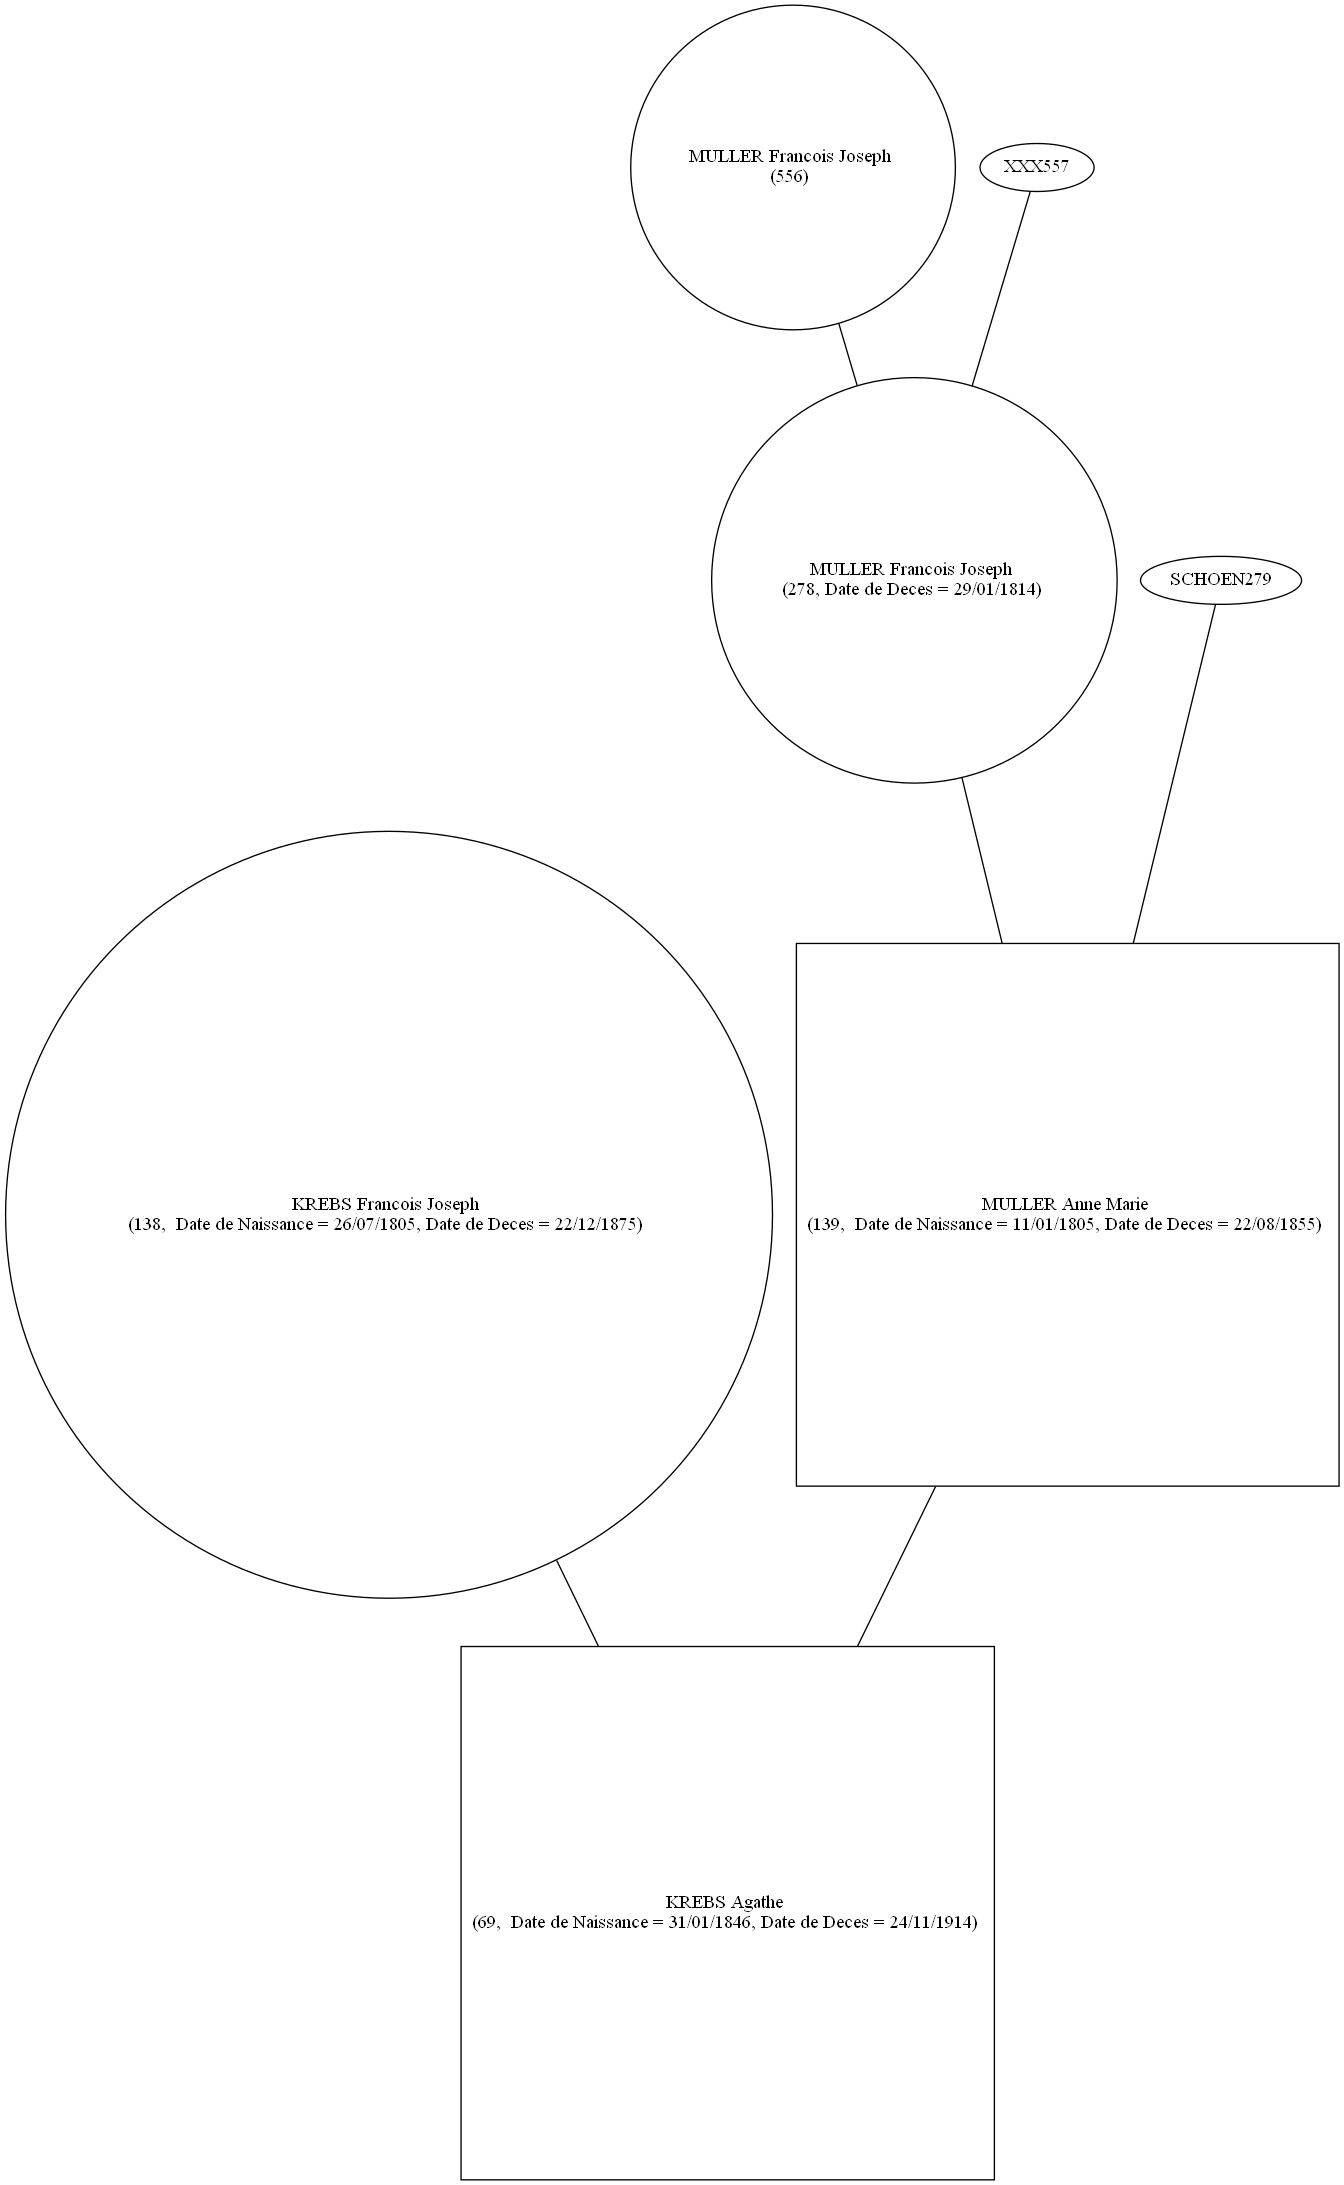 MULLER Francois Joseph
(556)
XXX557
MULLER Francois Joseph
(278, Date de Deces = 29/01/1814)
SCHOEN279
KREBS Francois Joseph
(138,  Date de Naissance = 26/07/1805, Date de Deces = 22/12/1875)
MULLER Anne Marie
(139,  Date de Naissance = 11/01/1805, Date de Deces = 22/08/1855)
KREBS Agathe
(69,  Date de Naissance = 31/01/1846, Date de Deces = 24/11/1914)